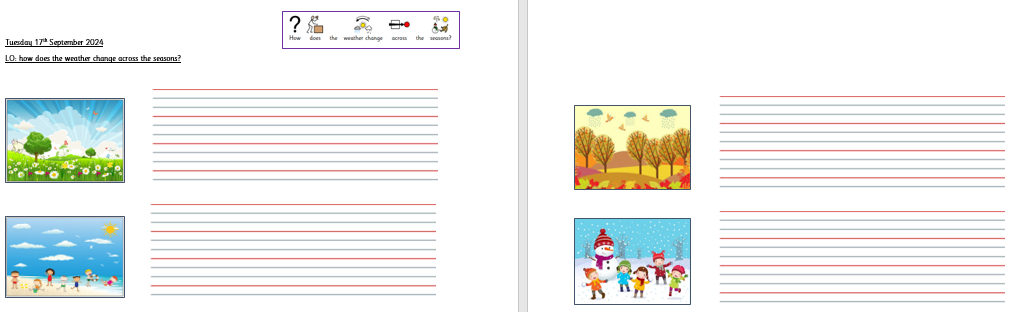 How does the weather change across the seasons?
Tuesday 17th September 2024
LO: how does the weather change across the seasons?